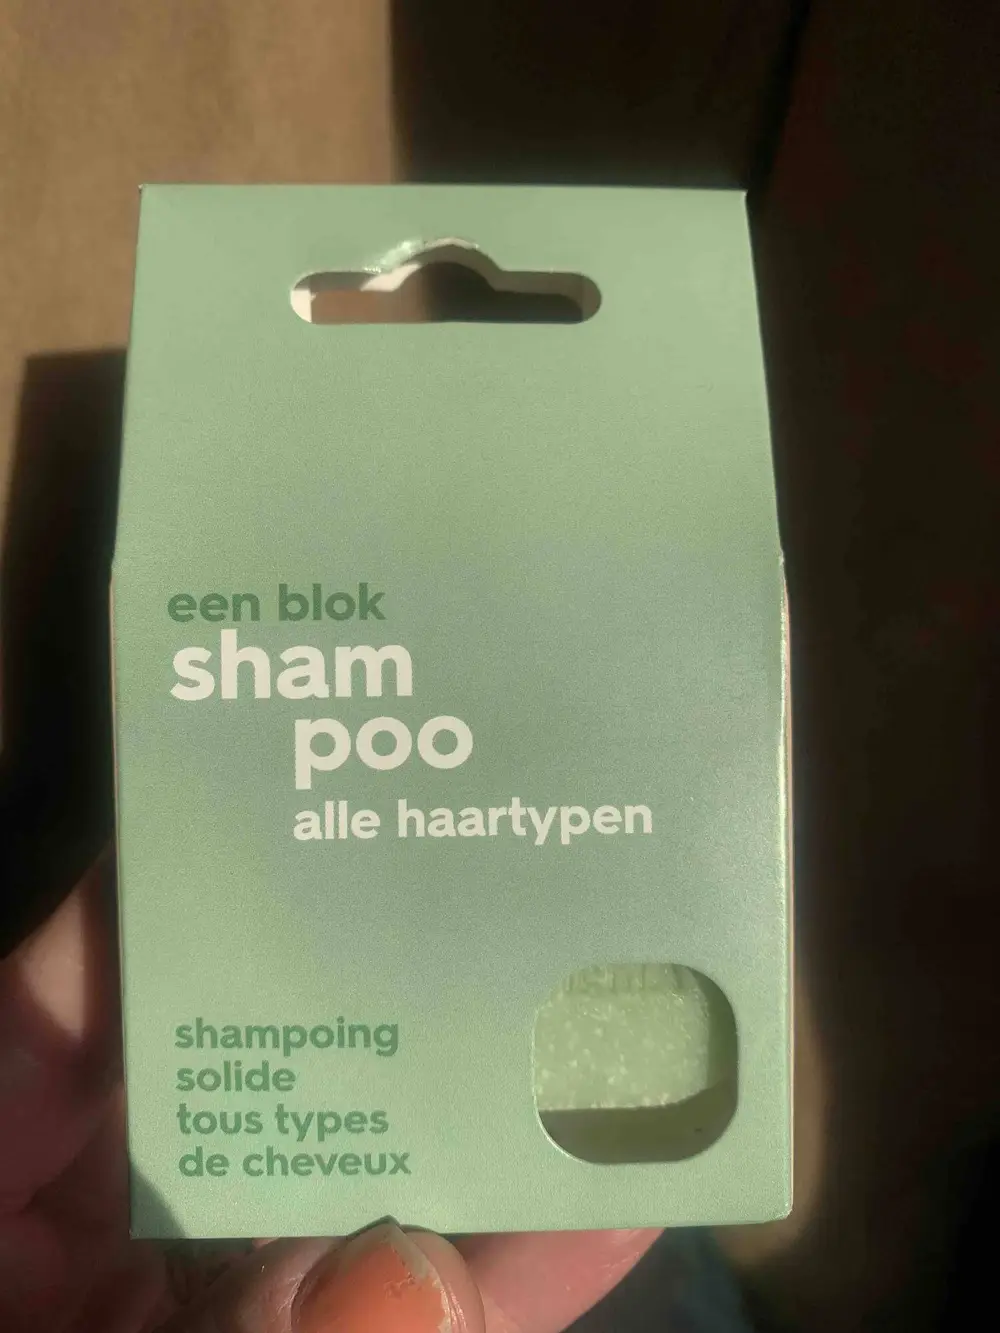 een blok
sham
poo
alle haartypen
shampoing
solide
tous types
de cheveux